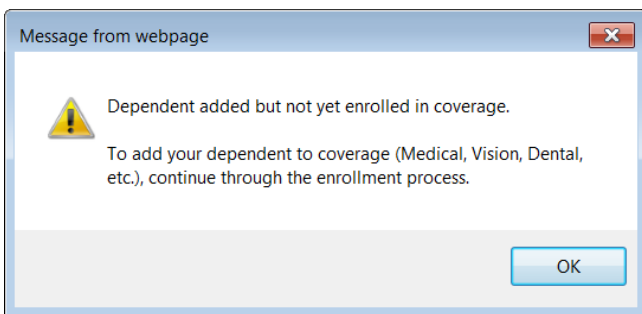 Message from webpage
Dependent added but not yet enrolled in coverage.
To add your dependent to coverage (Medical, Vision, Dental,
etc.), continue through the enrollment process.
OK